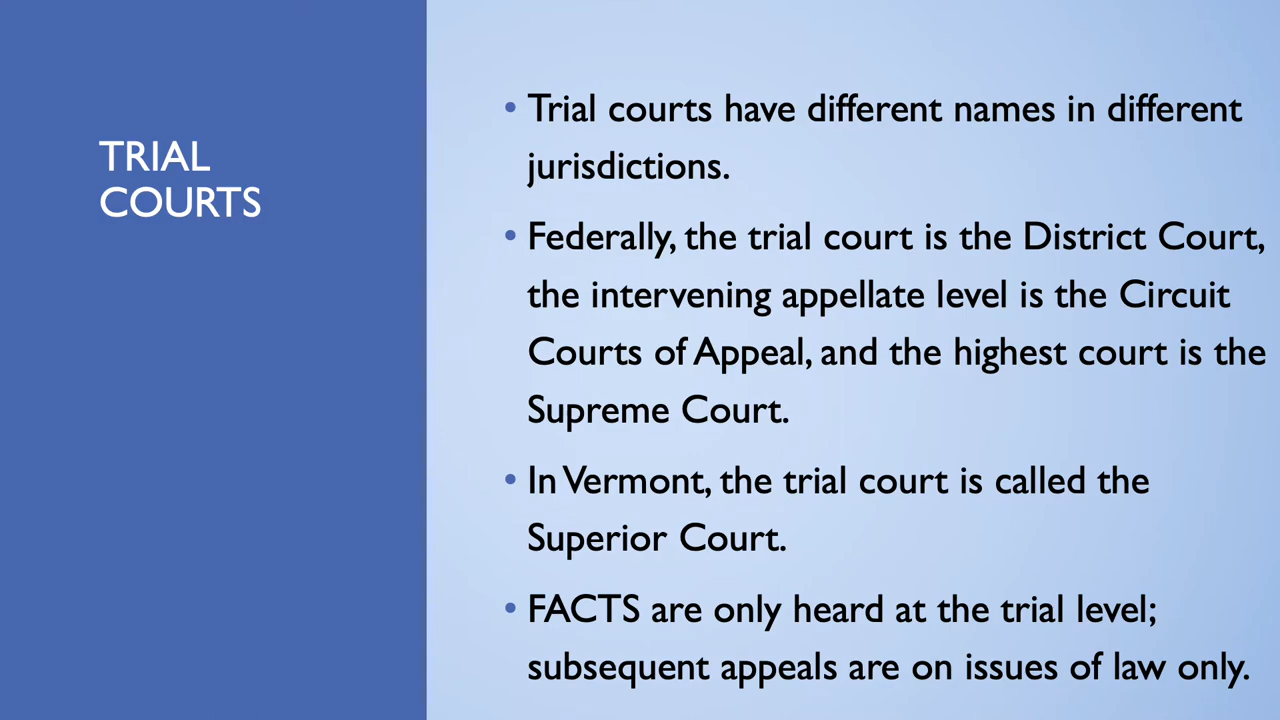 TRIAL
COURTS
• Trial courts have different names in different
jurisdictions.
• Federally, the trial court is the District Court,
the intervening appellate level is the Circuit
Courts of Appeal, and the highest court is the
Supreme Court.
• In Vermont, the trial court is called the
Superior Court.
• FACTS are only heard at the trial level;
subsequent appeals are on issues of law only.